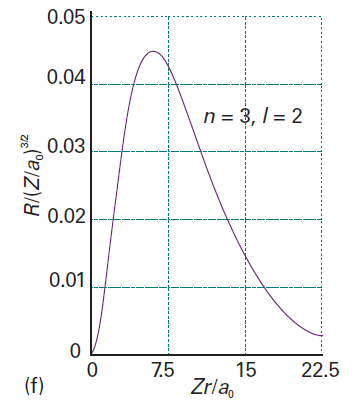 0.05
0.04
n = 3, l = 2
0.03
R/(Z/a₀)^3/2
0.02
0.01
0
0 7.5 15 22.5
(f) Zr/a₀